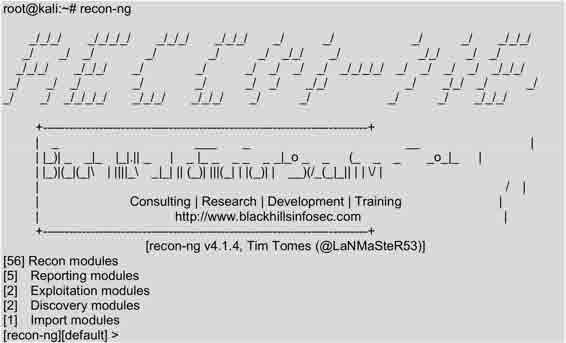 root@kali:~# recon-ng
Consulting | Research | Development | Training
http://www.blackhillsinfosec.com
[recon-ng v4.1.4, Tim Tomes (@LaNMaSteR53)]
[56] Recon modules
[5] Reporting modules
[2] Exploitation modules
[2] Discovery modules
[1] Import modules
[recon-ng][default] >